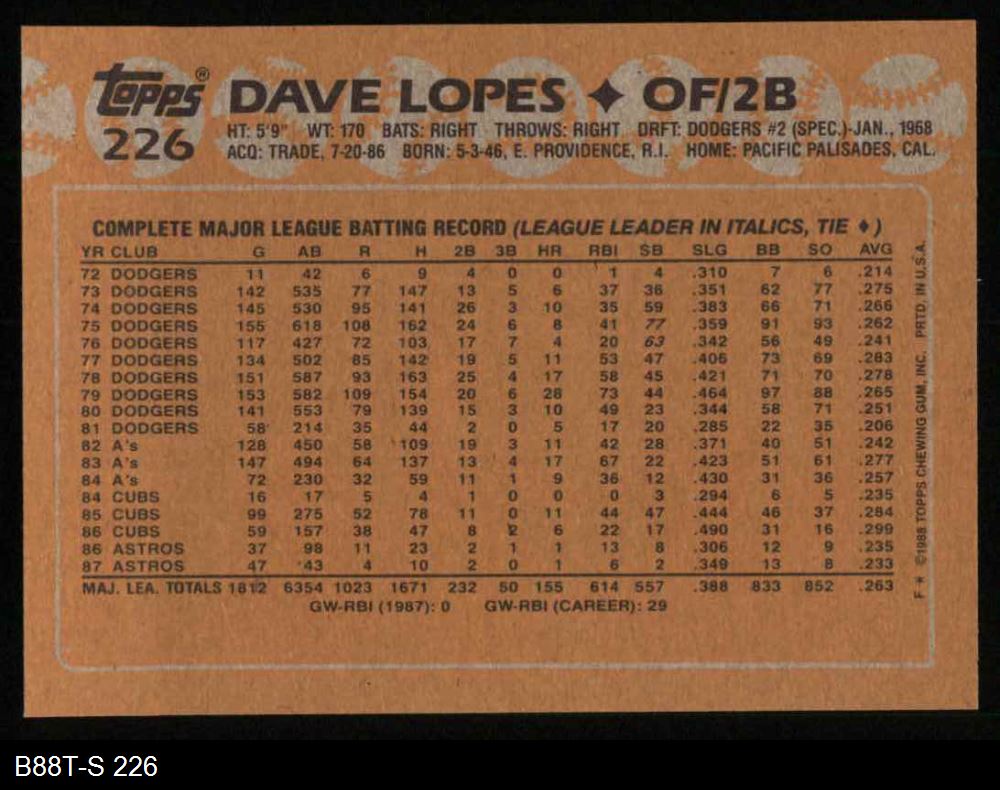 topps® DAVE LOPES ✦ OF/2B
226
HT: 5'9" WT: 170 BATS: RIGHT THROWS: RIGHT DRFT: DODGERS #2 (SPEC.)-JAN., 1968
ACQ: TRADE, 7-20-86 BORN: 5-3-46, E. PROVIDENCE, R.I. HOME: PACIFIC PALISADES, CAL.
COMPLETE MAJOR LEAGUE BATTING RECORD (LEAGUE LEADER IN ITALICS, TIE ♦)
YR CLUB G AB R H 2B 3B HR RBI SB SLG BB SO AVG
72 DODGERS 11 42 6 9 4 0 0 1 4 .310 7 6 .214
73 DODGERS 142 535 77 147 13 5 6 37 36 .351 62 77 .275
74 DODGERS 145 530 95 141 26 3 10 35 59 .383 66 71 .266
75 DODGERS 155 618 108 162 24 6 8 41 77 .359 91 93 .262
76 DODGERS 117 427 72 103 17 7 4 20 63 .342 56 49 .241
77 DODGERS 134 502 85 142 19 5 11 53 47 .406 73 69 .283
78 DODGERS 151 587 93 163 25 4 17 58 45 .421 71 70 .278
79 DODGERS 153 582 109 154 20 6 28 73 44 .464 97 88 .265
80 DODGERS 141 553 79 139 15 3 10 49 23 .344 58 71 .251
81 DODGERS 58 214 35 44 2 0 5 17 20 .285 22 35 .206
82 A's 128 450 58 109 19 3 11 42 28 .371 40 51 .242
83 A's 147 494 64 137 13 4 17 67 22 .423 51 61 .277
84 A's 72 230 32 59 11 1 9 36 12 .430 31 36 .257
84 CUBS 16 17 5 4 1 0 0 0 3 .294 6 5 .235
85 CUBS 99 275 52 78 11 0 11 44 47 .444 46 37 .284
86 CUBS 59 157 38 47 8 2 6 22 17 .490 31 16 .299
86 ASTROS 37 98 11 23 2 1 1 13 8 .306 12 9 .235
87 ASTROS 47 43 4 10 2 0 1 6 2 .349 13 8 .233
MAJ. LEA. TOTALS 1812 6354 1023 1671 232 50 155 614 557 .388 833 852 .263
GW-RBI (1987): 0 GW-RBI (CAREER): 29
F* ©1988 TOPPS CHEWING GUM, INC. PRTD. IN U.S.A.
B88T-S 226